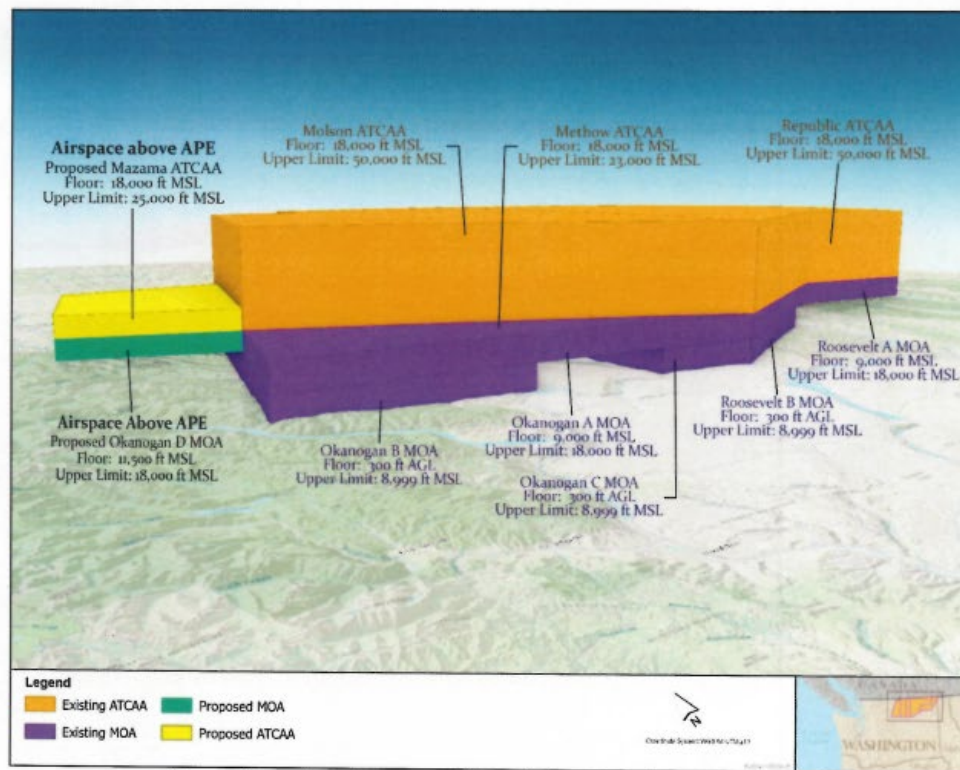 Airspace above APE
Proposed Mazama ATCAA
Floor: 18,000 ft MSL
Upper Limit: 25,000 ft MSL
Molson ATCAA
Floor: 18,000 ft MSL
Upper Limit: 50,000 ft MSL
Methow ATCAA
Floor: 18,000 ft MSL
Upper Limit: 23,000 ft MSL
Republic ATCAA
Floor: 18,000 ft MSL
Upper Limit: 50,000 ft MSL
Airspace Above APE
Proposed Okanogan D MOA
Floor: 11,500 ft MSL
Upper Limit: 18,000 ft MSL
Okanogan B MOA
Floor: 300 ft AGL
Upper Limit: 8,999 ft MSL
Okanogan A MOA
Floor: 9,000 ft MSL
Upper Limit: 18,000 ft MSL
Okanogan C MOA
Floor: 300 ft AGL
Upper Limit: 8,999 ft MSL
Roosevelt B MOA
Floor: 300 ft AGL
Upper Limit: 8,999 ft MSL
Roosevelt A MOA
Floor: 9,000 ft MSL
Upper Limit: 18,000 ft MSL
Legend
Existing ATCAA
Proposed MOA
Existing MOA
Proposed ATCAA
N
CANADA
WASHINGTON